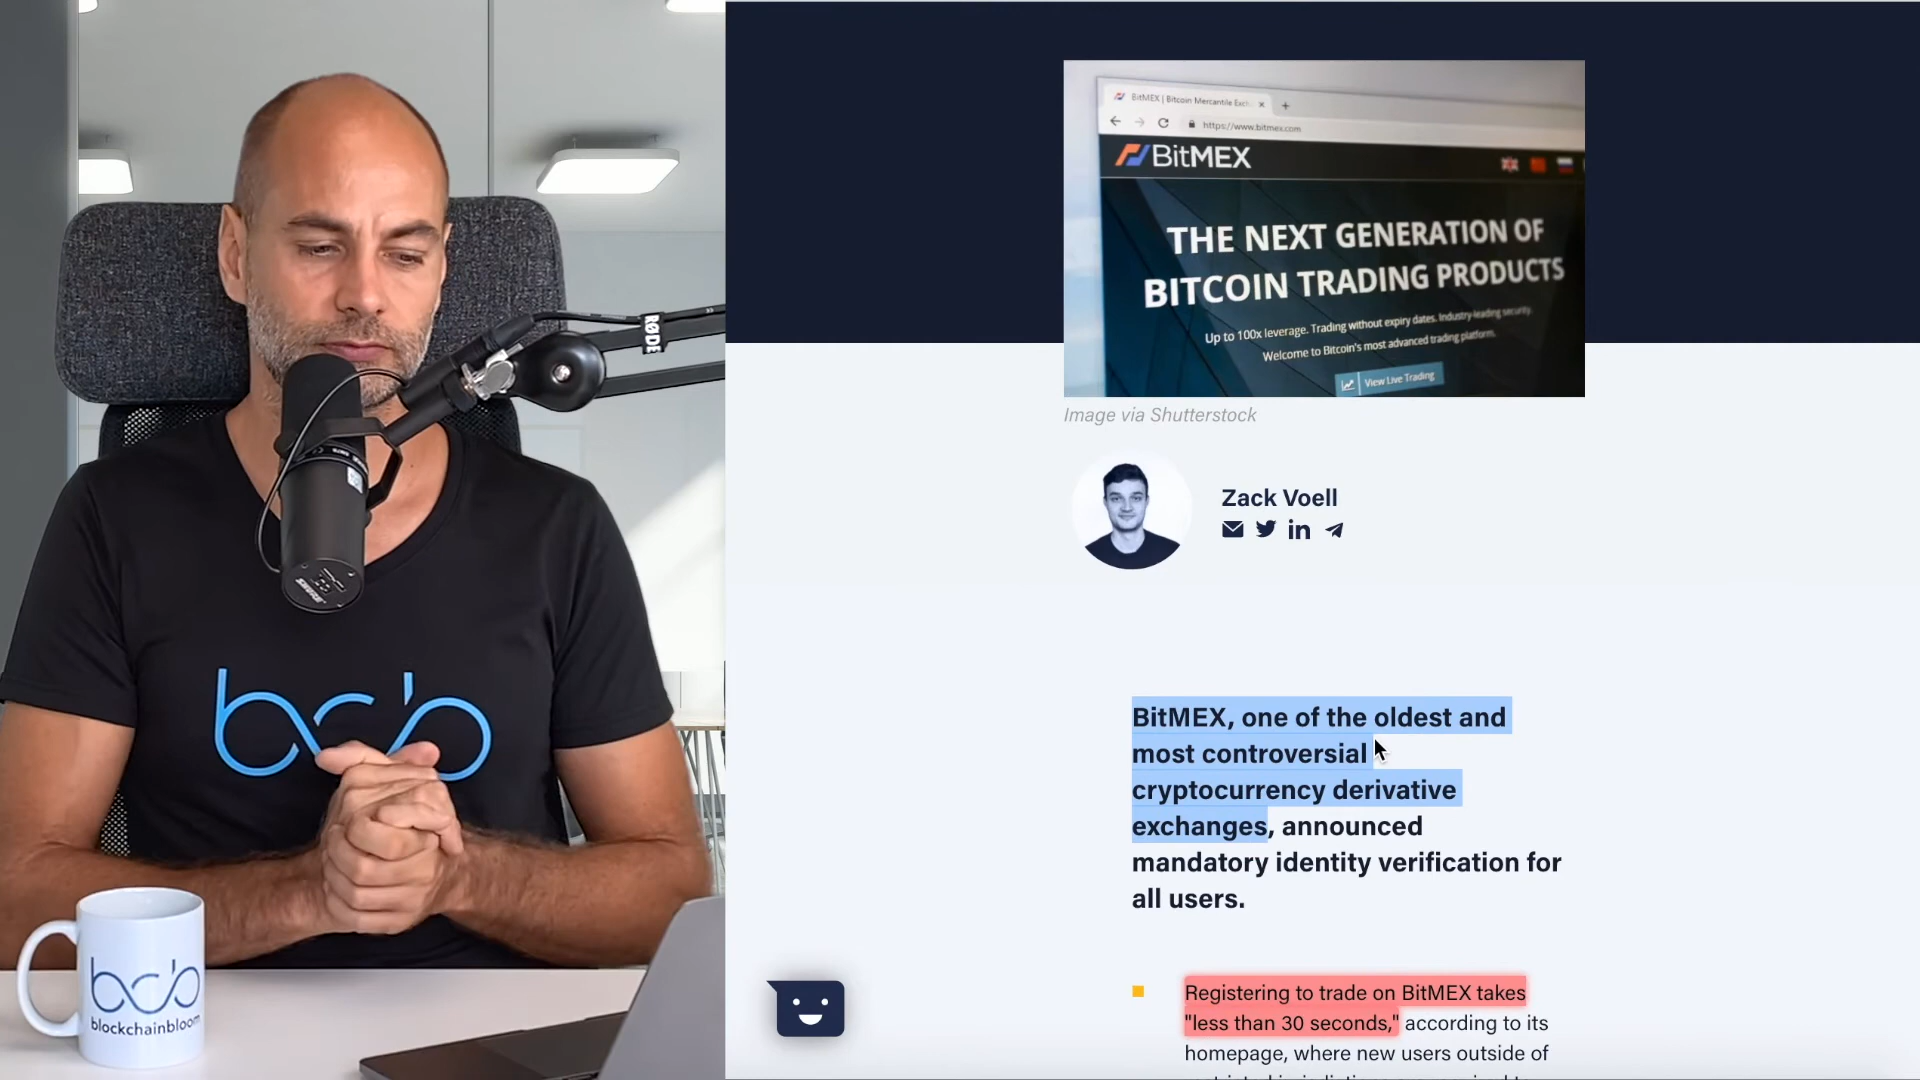 BitMEX | Bitcoin Mercantile Exch
https://www.bitmex.com
BitMEX
THE NEXT GENERATION OF
BITCOIN TRADING PRODUCTS
Up to 100x leverage. Trading without expiry dates. Industry-leading security.
Welcome to Bitcoin's most advanced trading platform.
View Live Trading
Image via Shutterstock
Zack Voell
BitMEX, one of the oldest and
most controversial
cryptocurrency derivative
exchanges, announced
mandatory identity verification for
all users.
Registering to trade on BitMEX takes
"less than 30 seconds," according to its
homepage, where new users outside of
RØDE
SHURE
bcb
bcb
blockchainbloom